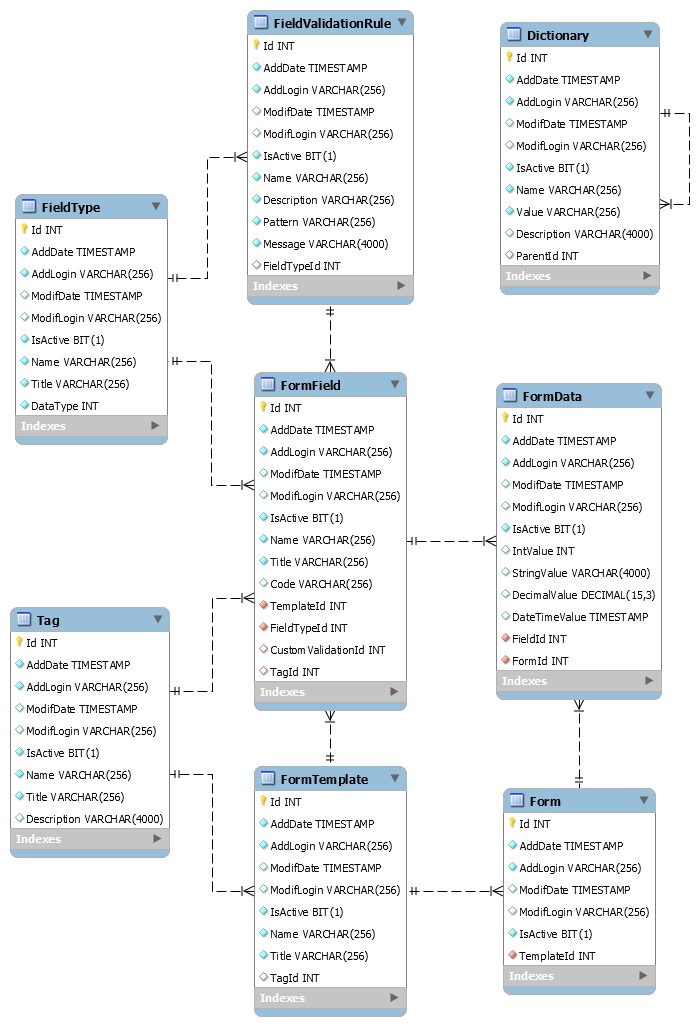 FieldValidationRule
Id INT
AddDate TIMESTAMP
AddLogin VARCHAR(256)
ModifDate TIMESTAMP
ModifLogin VARCHAR(256)
IsActive BIT(1)
Name VARCHAR(256)
Description VARCHAR(256)
Pattern VARCHAR(256)
Message VARCHAR(4000)
FieldTypeId INT
Indexes
Dictionary
Id INT
AddDate TIMESTAMP
AddLogin VARCHAR(256)
ModifDate TIMESTAMP
ModifLogin VARCHAR(256)
IsActive BIT(1)
Name VARCHAR(256)
Value VARCHAR(256)
Description VARCHAR(4000)
ParentId INT
Indexes
FieldType
Id INT
AddDate TIMESTAMP
AddLogin VARCHAR(256)
ModifDate TIMESTAMP
ModifLogin VARCHAR(256)
IsActive BIT(1)
Name VARCHAR(256)
Title VARCHAR(256)
DataType INT
Indexes
FormField
Id INT
AddDate TIMESTAMP
AddLogin VARCHAR(256)
ModifDate TIMESTAMP
ModifLogin VARCHAR(256)
IsActive BIT(1)
Name VARCHAR(256)
Title VARCHAR(256)
Code VARCHAR(256)
TemplateId INT
FieldTypeId INT
CustomValidationId INT
TagId INT
Indexes
FormData
Id INT
AddDate TIMESTAMP
AddLogin VARCHAR(256)
ModifDate TIMESTAMP
ModifLogin VARCHAR(256)
IsActive BIT(1)
IntValue INT
StringValue VARCHAR(4000)
DecimalValue DECIMAL(15,3)
DateTimeValue TIMESTAMP
FieldId INT
FormId INT
Indexes
Tag
Id INT
AddDate TIMESTAMP
AddLogin VARCHAR(256)
ModifDate TIMESTAMP
ModifLogin VARCHAR(256)
IsActive BIT(1)
Name VARCHAR(256)
Title VARCHAR(256)
Description VARCHAR(4000)
Indexes
FormTemplate
Id INT
AddDate TIMESTAMP
AddLogin VARCHAR(256)
ModifDate TIMESTAMP
ModifLogin VARCHAR(256)
IsActive BIT(1)
Name VARCHAR(256)
Title VARCHAR(256)
TagId INT
Indexes
Form
Id INT
AddDate TIMESTAMP
AddLogin VARCHAR(256)
ModifDate TIMESTAMP
ModifLogin VARCHAR(256)
IsActive BIT(1)
TemplateId INT
Indexes